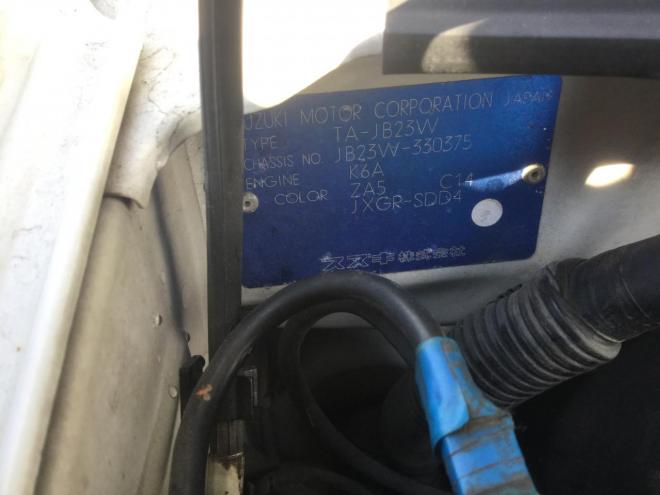 UZUKI MOTOR CORPORATION JAPAN
TYPE TA-JB23W
CHASSIS NO. JB23W-330375
ENGINE K6A
COLOR ZA5 C14
JXGR-SDD4
スズキ株式会社